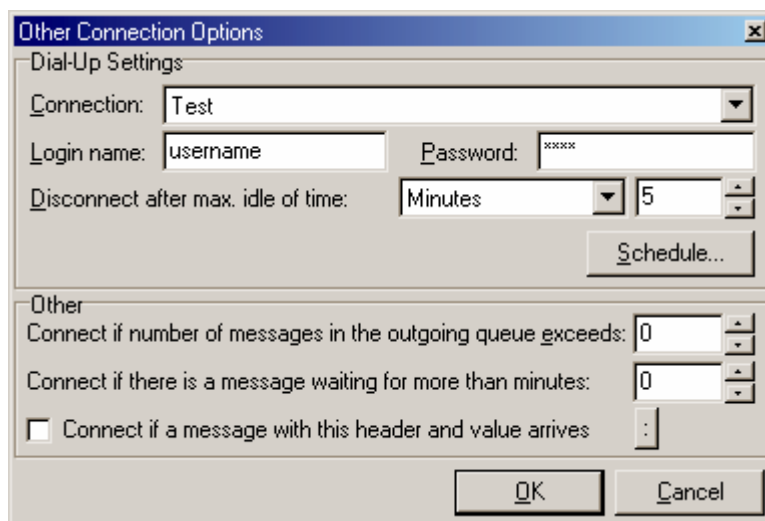 Other Connection Options
Dial-Up Settings
Connection: Test
Login name: username Password: ****
Disconnect after max. idle of time: Minutes 5
Schedule...
Other
Connect if number of messages in the outgoing queue exceeds: 0
Connect if there is a message waiting for more than minutes: 0
Connect if a message with this header and value arrives :
OK Cancel